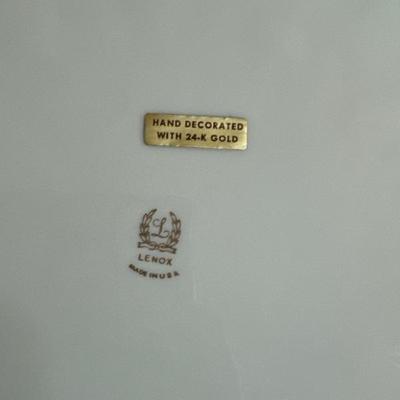 HAND DECORATED
WITH 24-K GOLD
L
LENOX
MADE IN U.S.A.